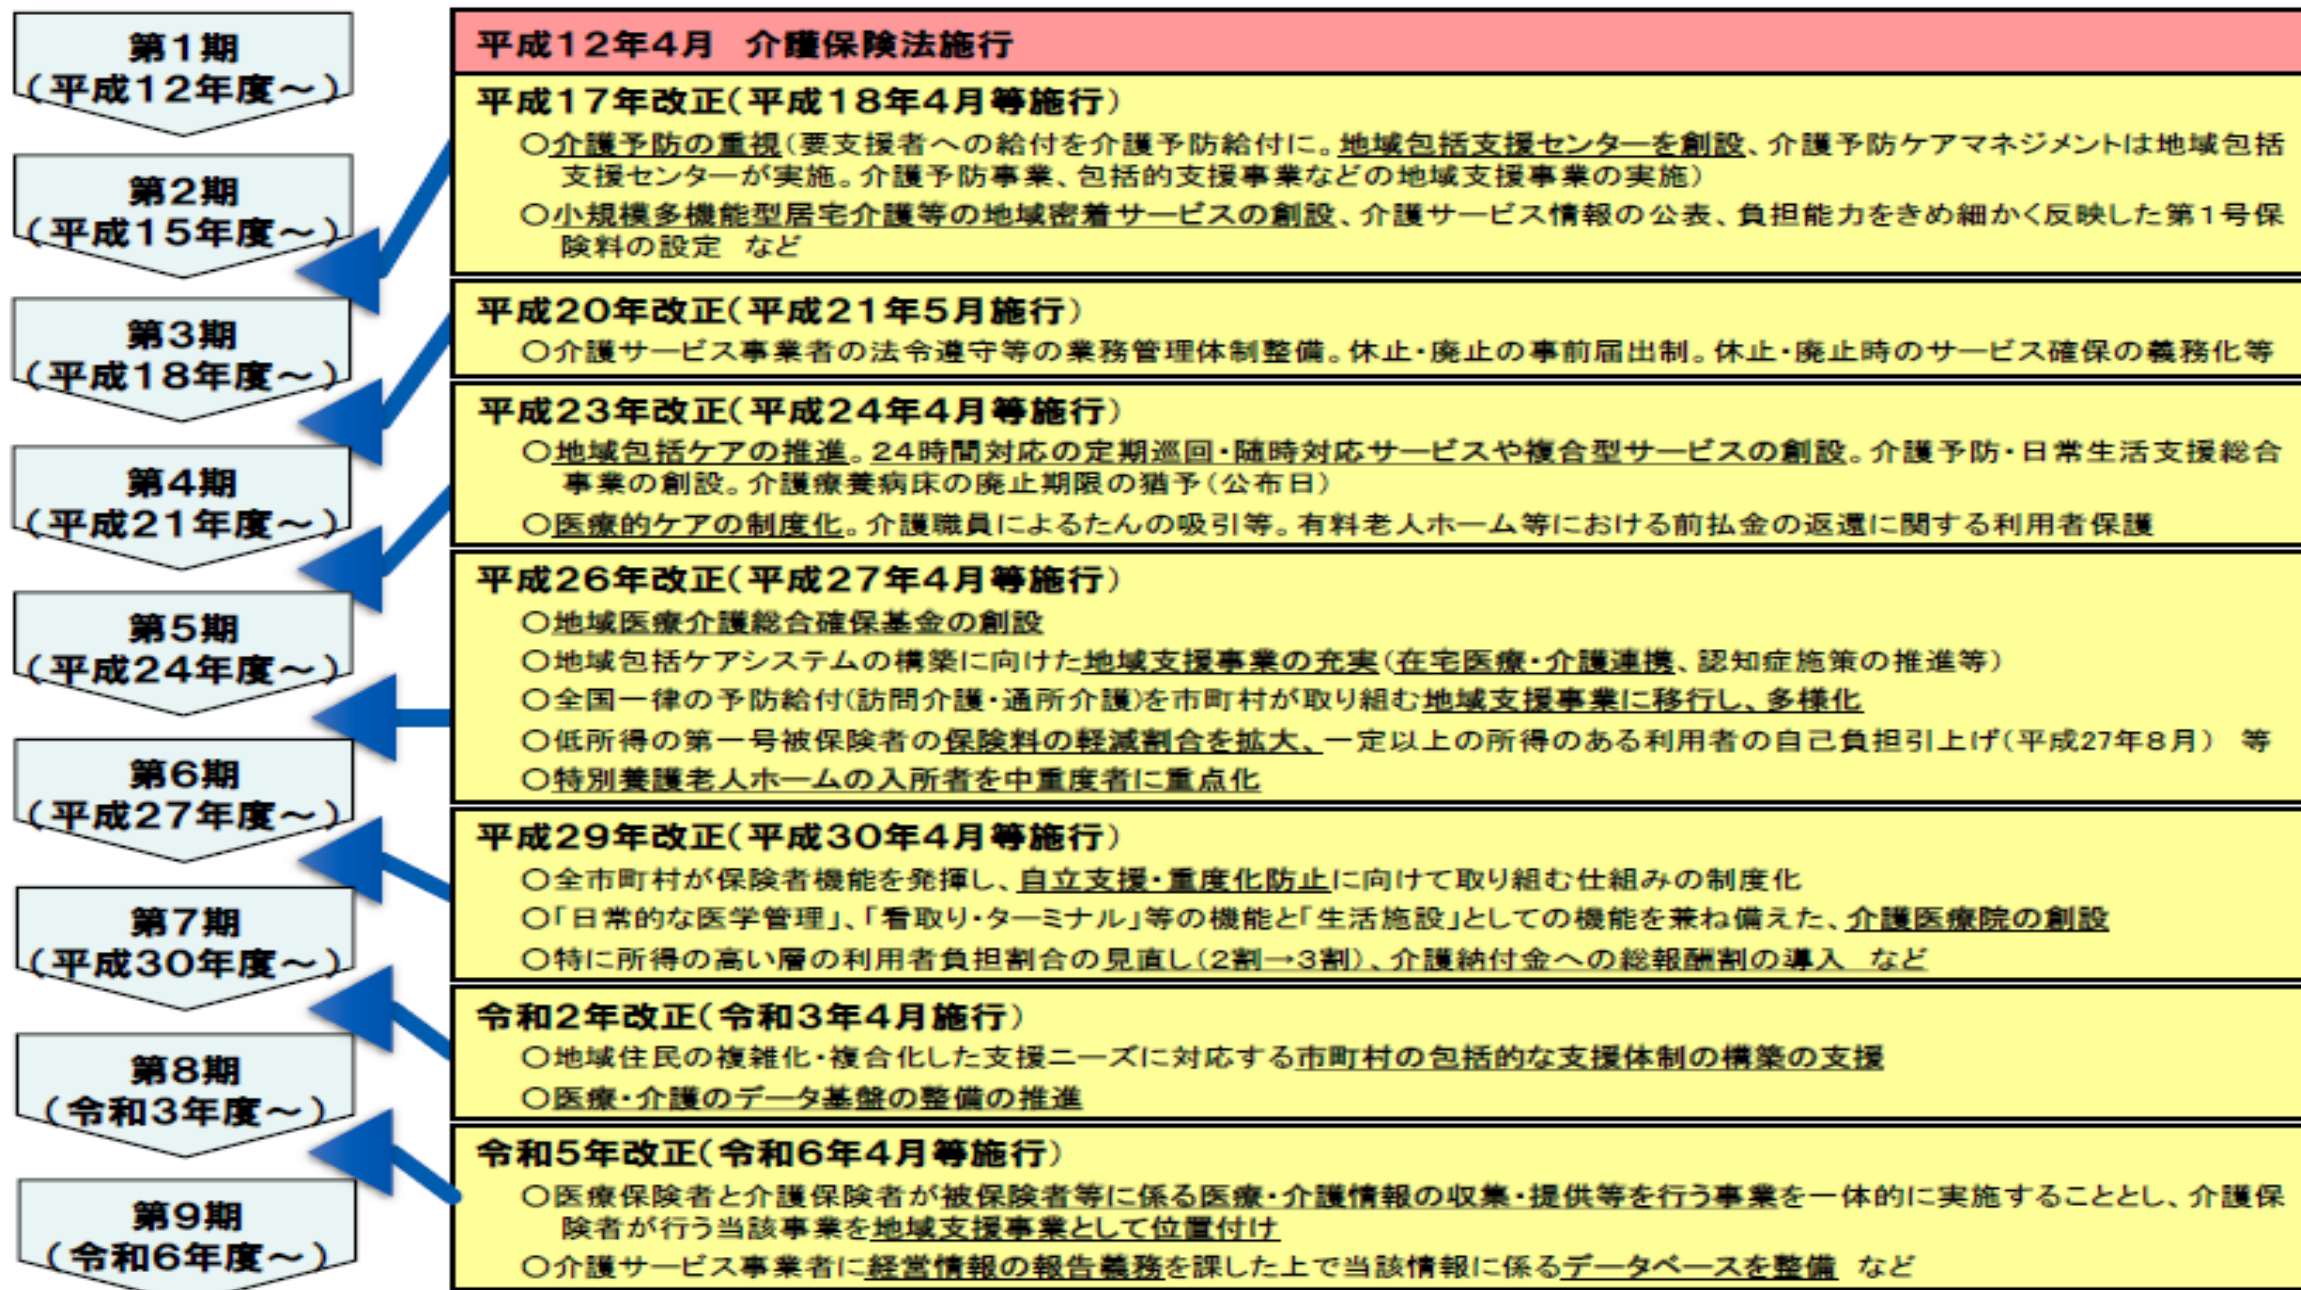 第1期
(平成12年度～)
第2期
(平成15年度～)
第3期
(平成18年度～)
第4期
(平成21年度～)
第5期
(平成24年度～)
第6期
(平成27年度～)
第7期
(平成30年度～)
第8期
(令和3年度～)
第9期
(令和6年度～)
平成12年4月　介護保険法施行
平成17年改正(平成18年4月等施行)
○介護予防の重視(要支援者への給付を介護予防給付に。地域包括支援センターを創設、介護予防ケアマネジメントは地域包括
支援センターが実施。介護予防事業、包括的支援事業などの地域支援事業の実施)
○小規模多機能型居宅介護等の地域密着サービスの創設、介護サービス情報の公表、負担能力をきめ細かく反映した第1号保
険料の設定　など
平成20年改正(平成21年5月施行)
○介護サービス事業者の法令遵守等の業務管理体制整備。休止・廃止の事前届出制。休止・廃止時のサービス確保の義務化等
平成23年改正(平成24年4月等施行)
○地域包括ケアの推進。24時間対応の定期巡回・随時対応サービスや複合型サービスの創設。介護予防・日常生活支援総合
事業の創設。介護療養病床の廃止期限の猶予(公布日)
○医療的ケアの制度化。介護職員によるたんの吸引等。有料老人ホーム等における前払金の返還に関する利用者保護
平成26年改正(平成27年4月等施行)
○地域医療介護総合確保基金の創設
○地域包括ケアシステムの構築に向けた地域支援事業の充実(在宅医療・介護連携、認知症施策の推進等)
○全国一律の予防給付(訪問介護・通所介護)を市町村が取り組む地域支援事業に移行し、多様化
○低所得の第一号被保険者の保険料の軽減割合を拡大、一定以上の所得のある利用者の自己負担引上げ(平成27年8月)　等
○特別養護老人ホームの入所者を中重度者に重点化
平成29年改正(平成30年4月等施行)
○全市町村が保険者機能を発揮し、自立支援・重度化防止に向けて取り組む仕組みの制度化
○「日常的な医学管理」、「看取り・ターミナル」等の機能と「生活施設」としての機能を兼ね備えた、介護医療院の創設
○特に所得の高い層の利用者負担割合の見直し(2割→3割)、介護納付金への総報酬割の導入　など
令和2年改正(令和3年4月施行)
○地域住民の複雑化・複合化した支援ニーズに対応する市町村の包括的な支援体制の構築の支援
○医療・介護のデータ基盤の整備の推進
令和5年改正(令和6年4月等施行)
○医療保険者と介護保険者が被保険者等に係る医療・介護情報の収集・提供等を行う事業を一体的に実施することとし、介護保
険者が行う当該事業を地域支援事業として位置付け
○介護サービス事業者に経営情報の報告義務を課した上で当該情報に係るデータベースを整備　など